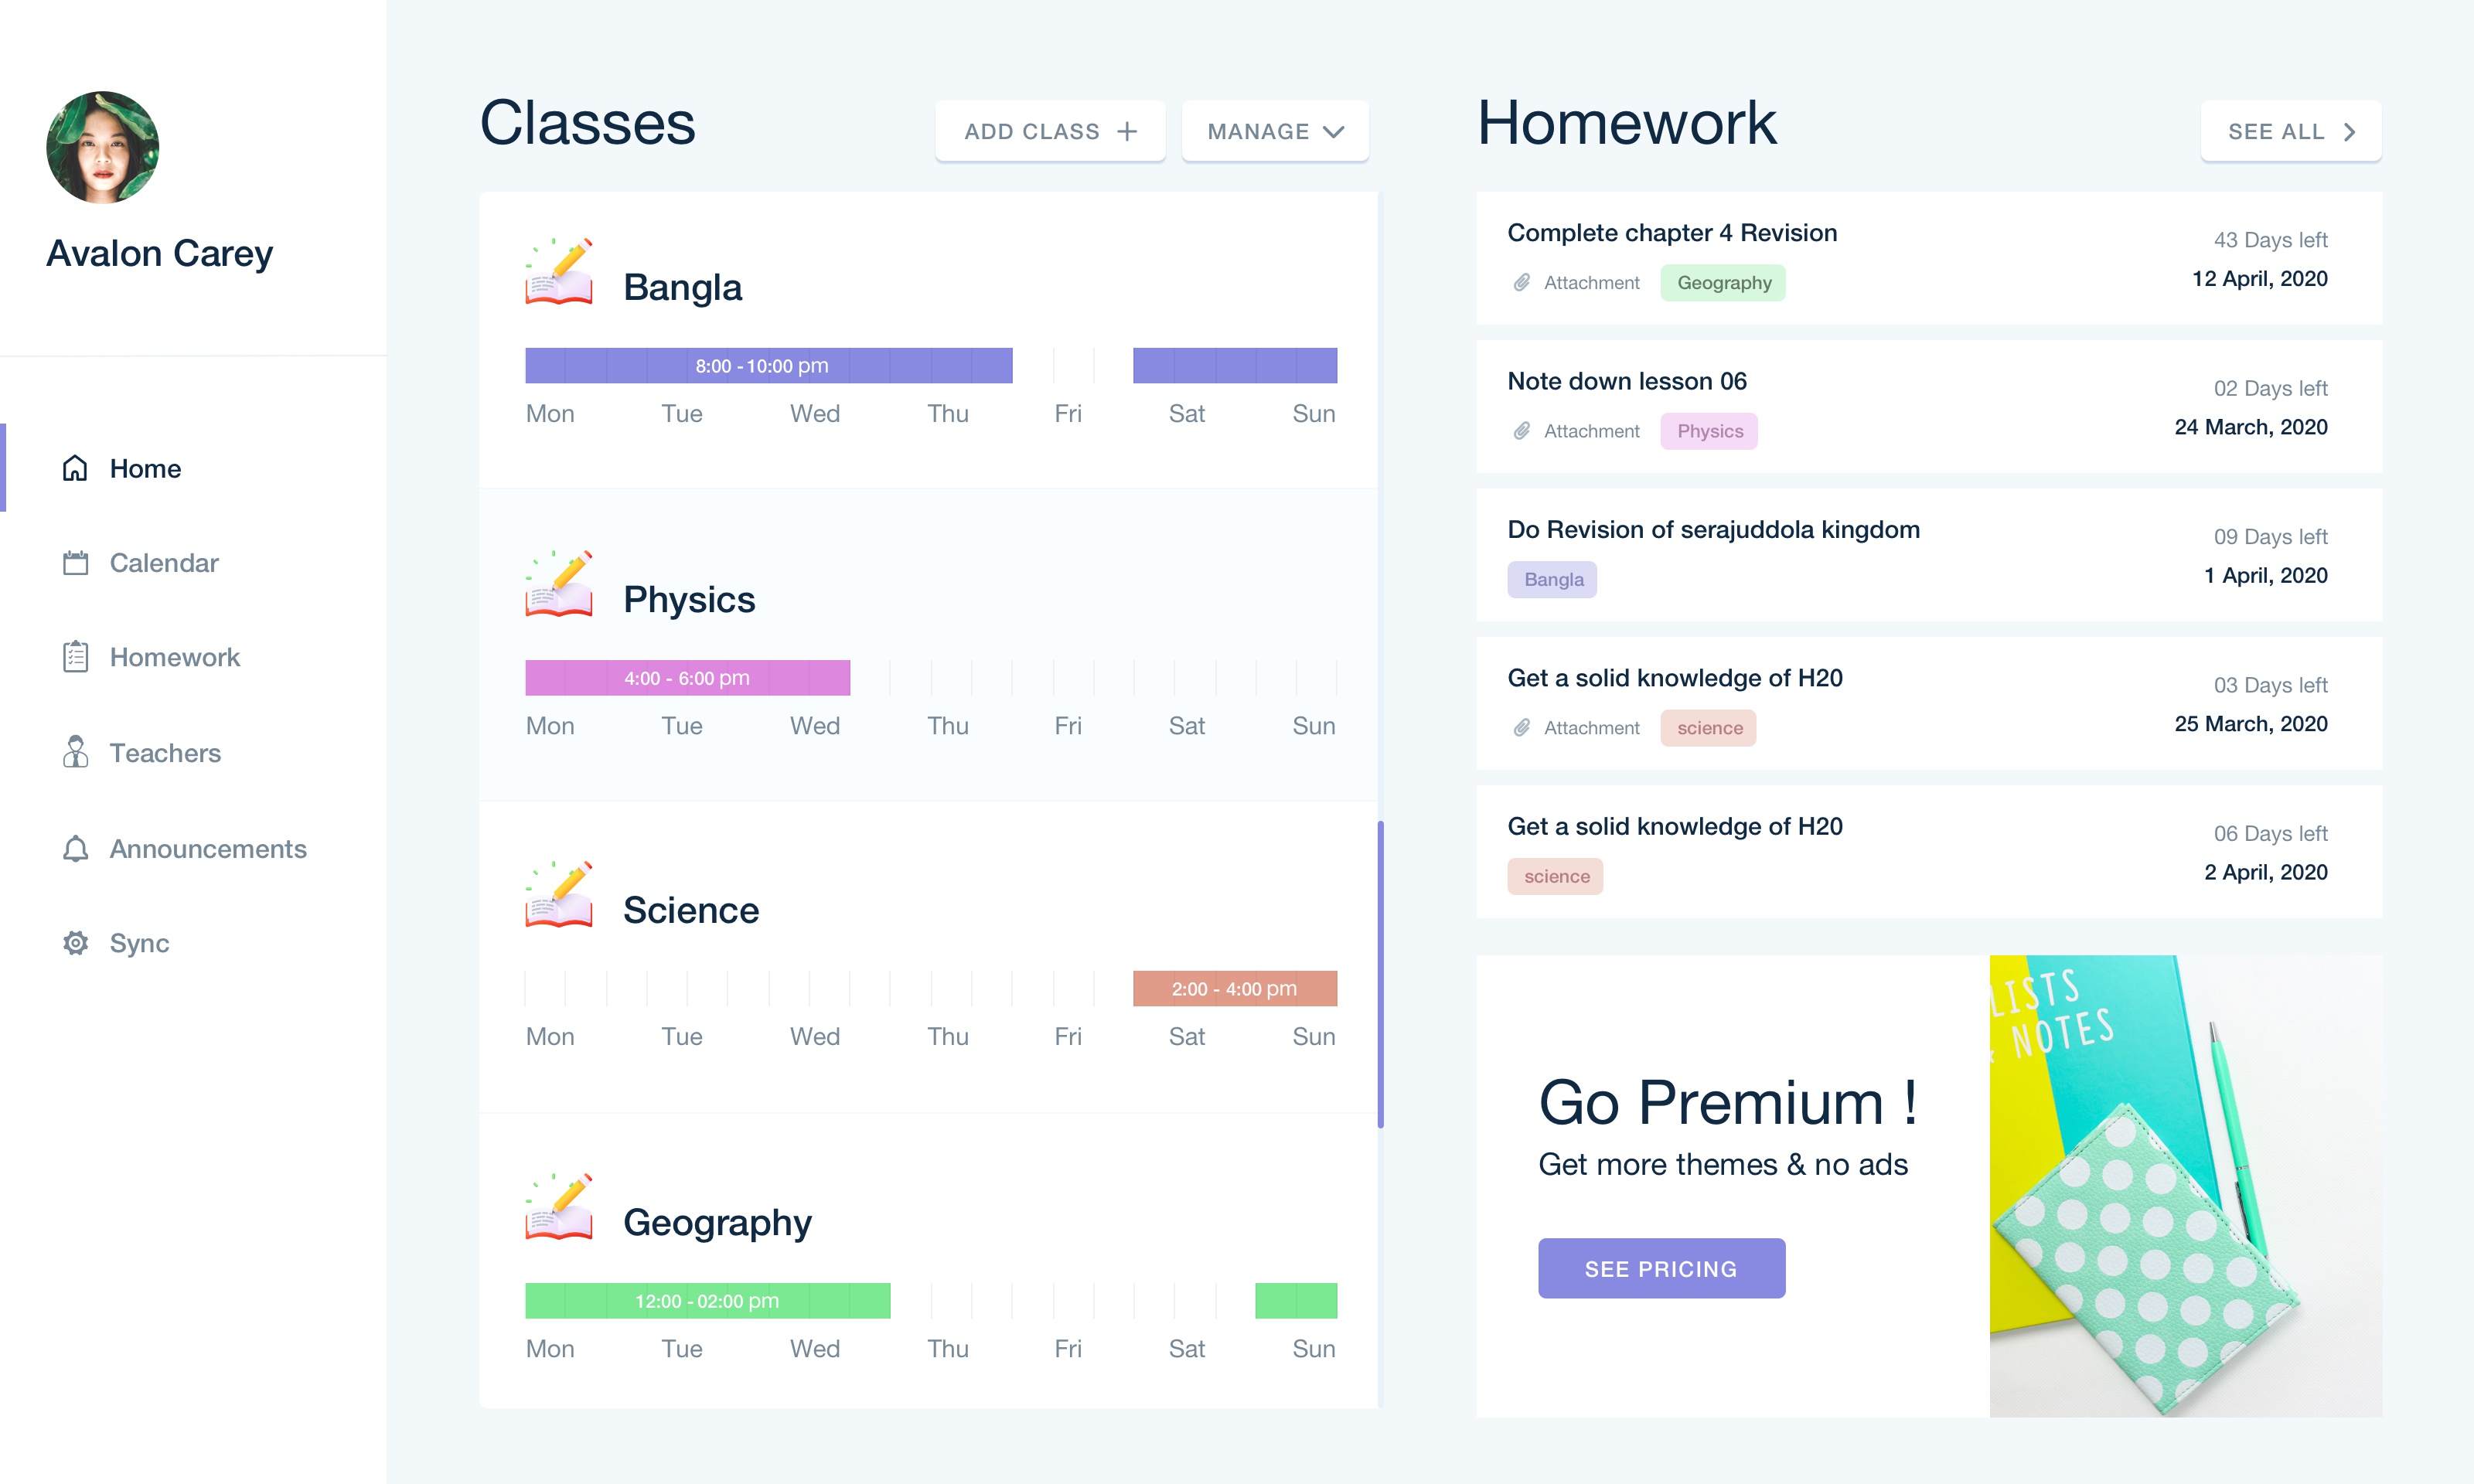 Avalon Carey
Home
Calendar
Homework
Teachers
Announcements
Sync
Classes
ADD CLASS
MANAGE
Bangla
8:00 - 10:00 pm
Mon Tue Wed Thu Fri Sat Sun
Physics
4:00 - 6:00 pm
Mon Tue Wed Thu Fri Sat Sun
Science
2:00 - 4:00 pm
Mon Tue Wed Thu Fri Sat Sun
Geography
12:00 - 02:00 pm
Mon Tue Wed Thu Fri Sat Sun
Homework
SEE ALL
Complete chapter 4 Revision
43 Days left
Attachment Geography
12 April, 2020
Note down lesson 06
02 Days left
Attachment Physics
24 March, 2020
Do Revision of serajuddola kingdom
09 Days left
Bangla
1 April, 2020
Get a solid knowledge of H20
03 Days left
Attachment science
25 March, 2020
Get a solid knowledge of H20
06 Days left
science
2 April, 2020
Go Premium !
Get more themes & no ads
SEE PRICING
LISTS
NOTES